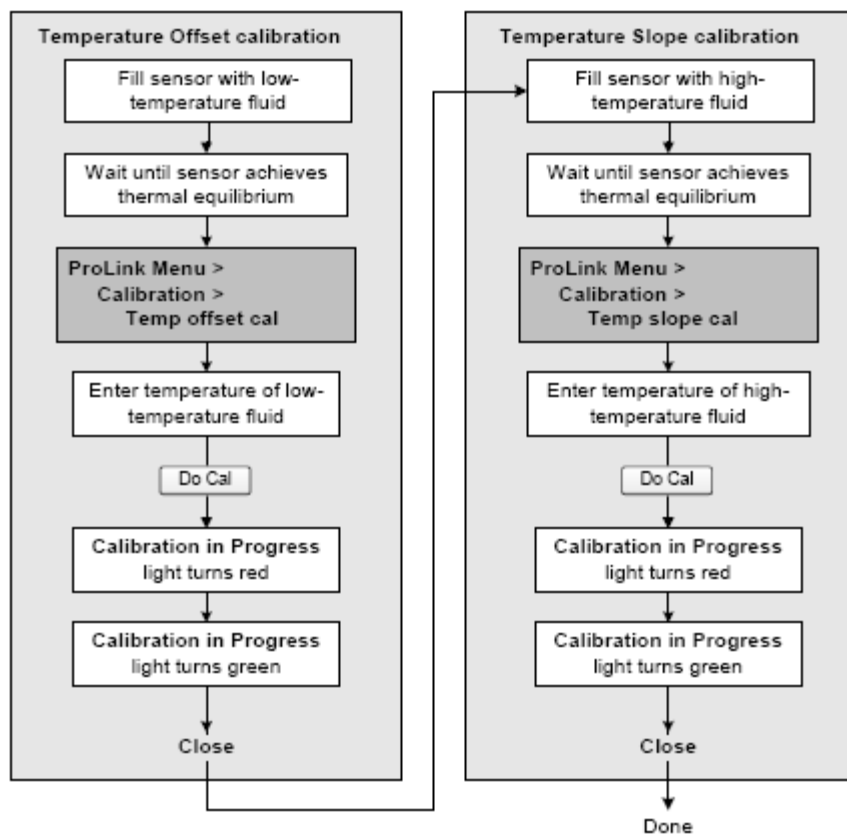 Temperature Offset calibration
Fill sensor with low-
temperature fluid
Wait until sensor achieves
thermal equilibrium
ProLink Menu >
Calibration >
Temp offset cal
Enter temperature of low-
temperature fluid
Do Cal
Calibration in Progress
light turns red
Calibration in Progress
light turns green
Close
Temperature Slope calibration
Fill sensor with high-
temperature fluid
Wait until sensor achieves
thermal equilibrium
ProLink Menu >
Calibration >
Temp slope cal
Enter temperature of high-
temperature fluid
Do Cal
Calibration in Progress
light turns red
Calibration in Progress
light turns green
Close
Done